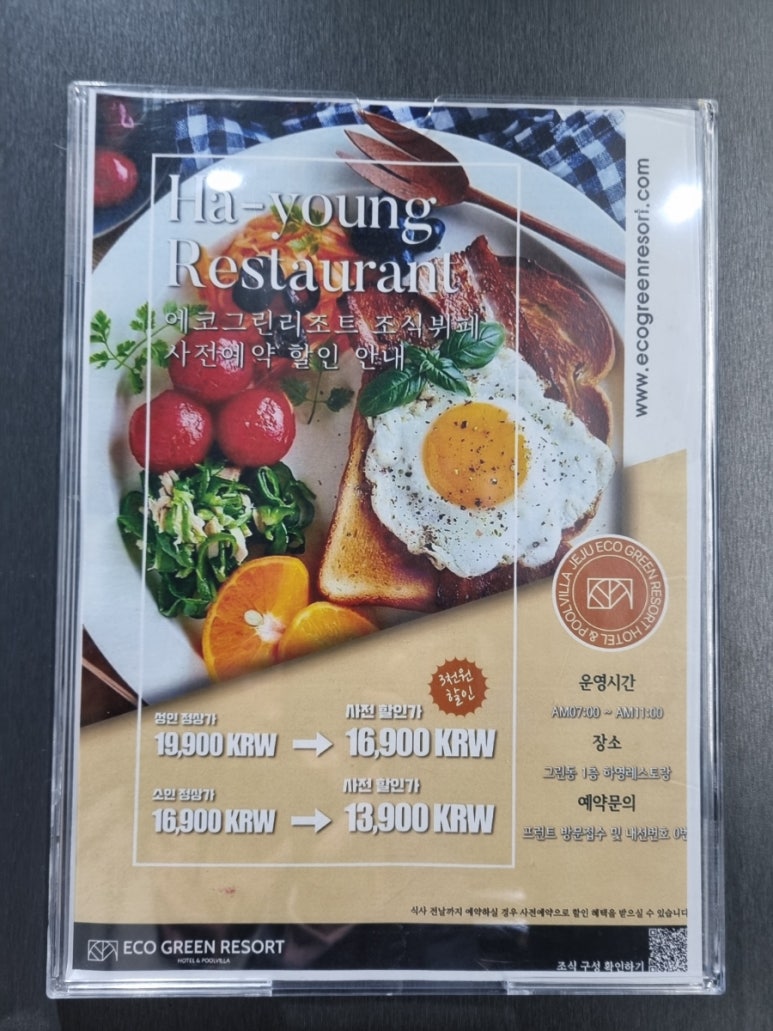 Ha-young
Restaurant
에코그린리조트 조식뷔페
사전예약 할인 안내
www.ecogreenresort.com
JEJU ECO GREEN RESORT HOTEL & POOLVILLA
3천원
할인
성인 정상가
사전 할인가
19,900 KRW
16,900 KRW
소인 정상가
사전 할인가
16,900 KRW
13,900 KRW
운영시간
AM07:00 ~ AM11:00
장소
그린동 1층 하영레스토랑
예약문의
프런트 방문접수 및 내선번호 0번
식사 전날까지 예약하실 경우 사전예약으로 할인 혜택을 받으실 수 있습니다
ECO GREEN RESORT
HOTEL & POOLVILLA
조식 구성 확인하기